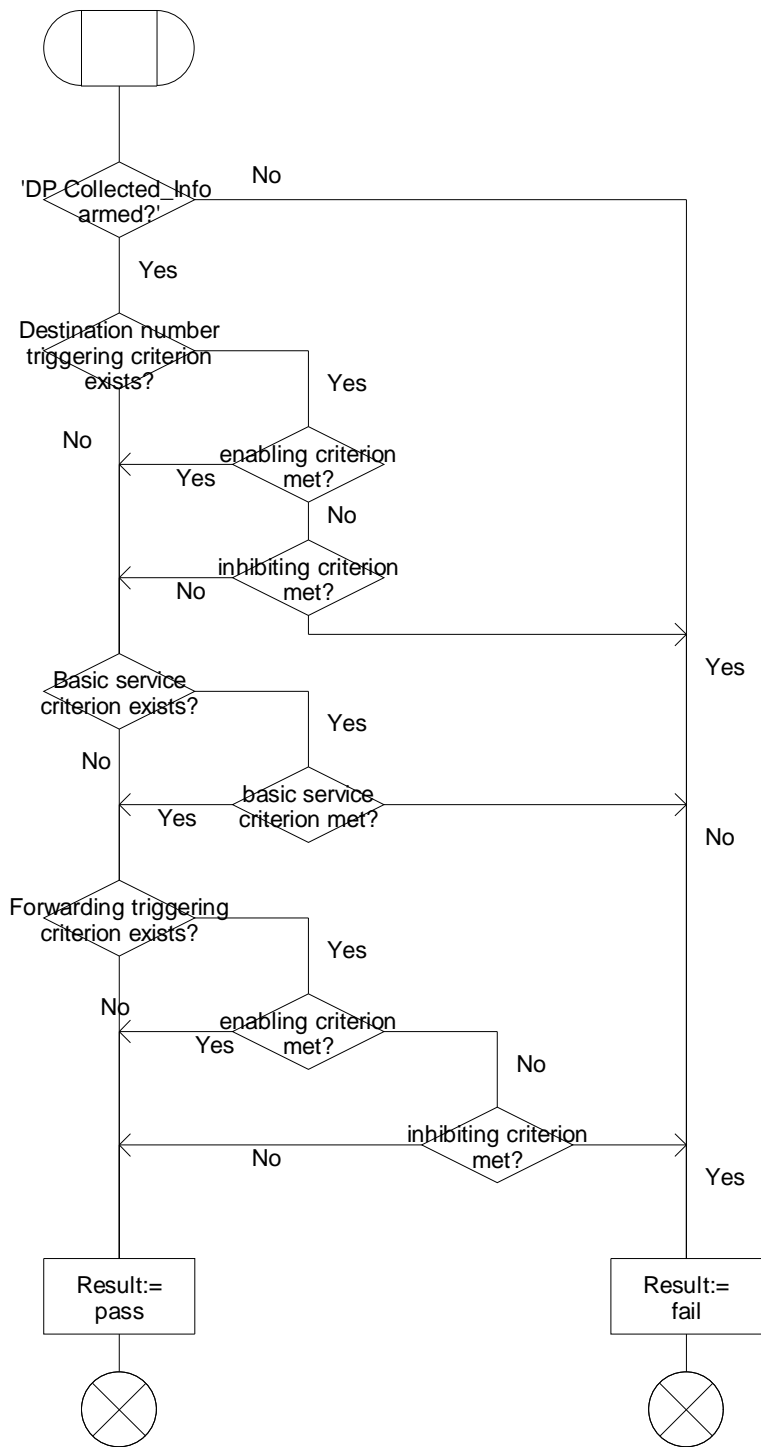 No
'DP Collected_Info
armed?'
Yes
Destination number
triggering criterion
exists?
Yes
No
enabling criterion
met?
Yes
No
inhibiting criterion
met?
No
Yes
Basic service
criterion exists?
Yes
No
basic service
criterion met?
Yes
No
Forwarding triggering
criterion exists?
Yes
No
enabling criterion
met?
Yes
No
inhibiting criterion
met?
No
Yes
Result:=
pass
Result:=
fail